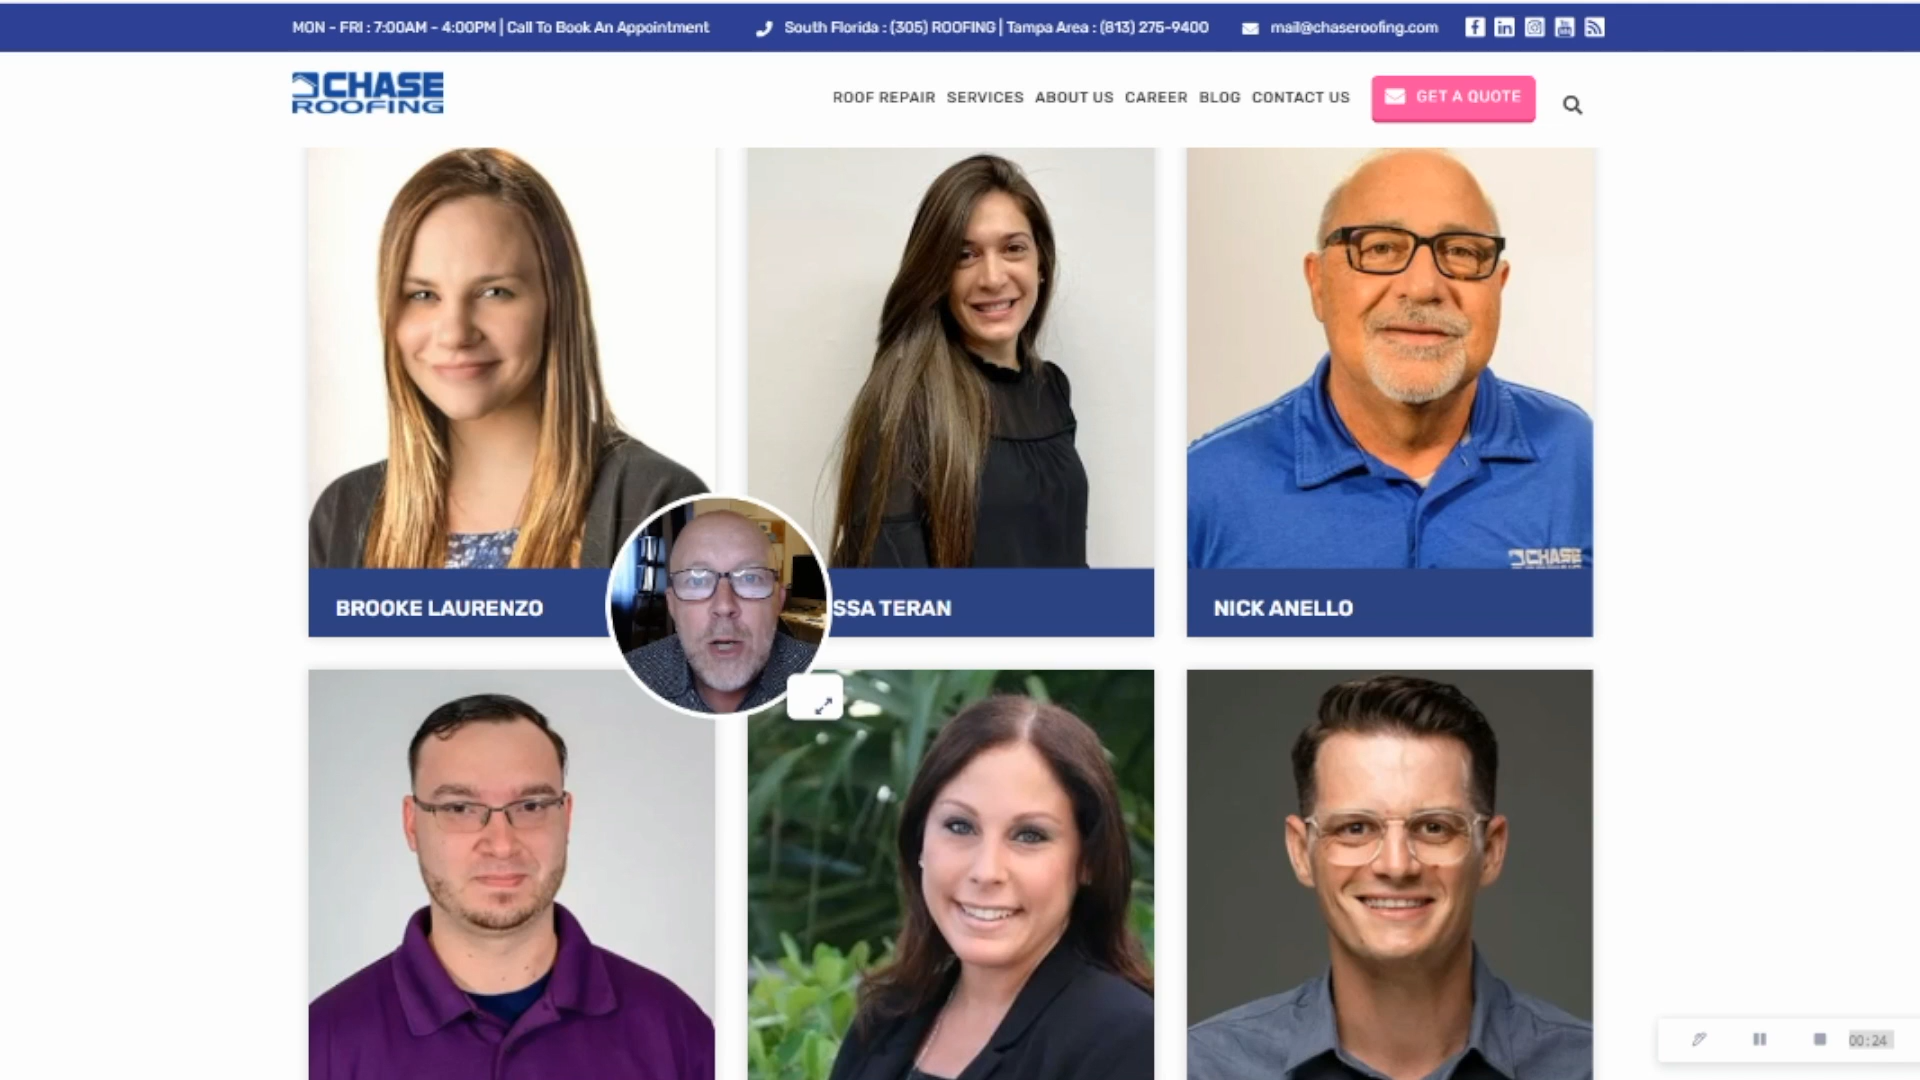 MON - FRI : 7:00AM - 4:00PM | Call To Book An Appointment
South Florida : (305) ROOFING | Tampa Area : (813) 275-9400
mail@chaseroofing.com
CHASE
ROOFING
ROOF REPAIR SERVICES ABOUT US CAREER BLOG CONTACT US
GET A QUOTE
CHASE
ROOFING
BROOKE LAURENZO
SSA TERAN
NICK ANELLO
00:24